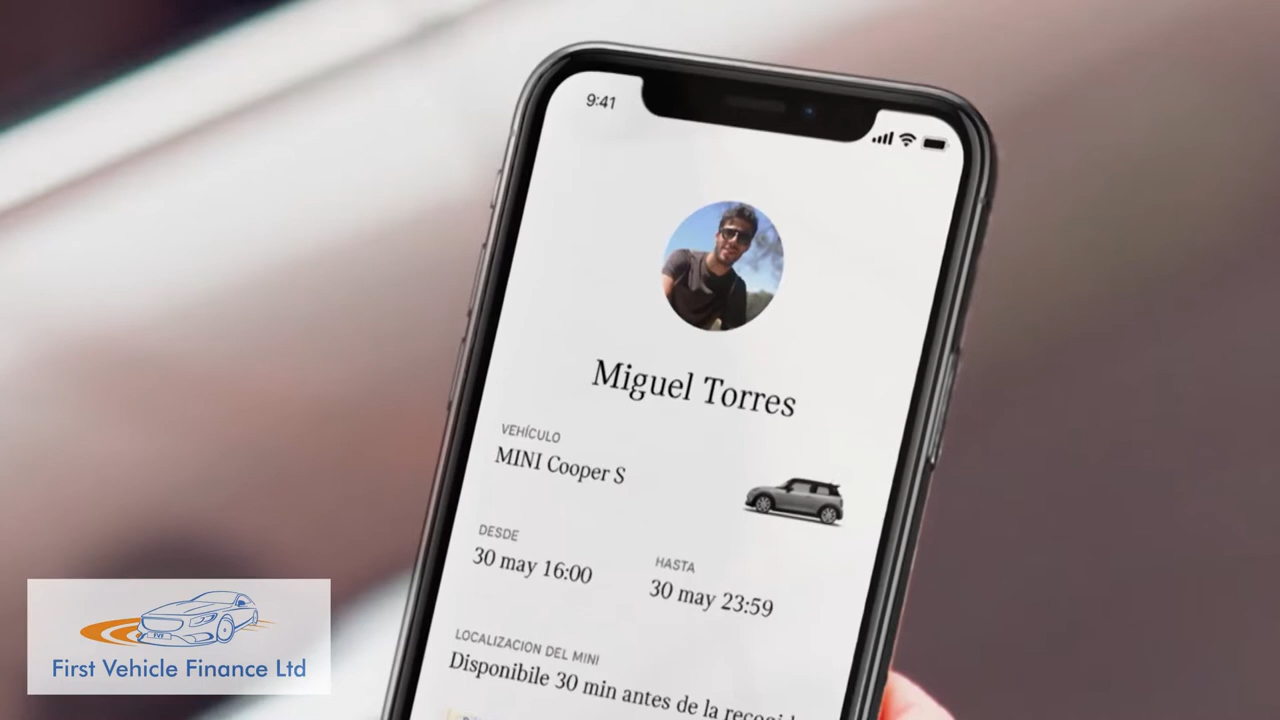 9:41
Miguel Torres
VEHÍCULO
MINI Cooper S
DESDE
30 may 16:00
HASTA
30 may 23:59
LOCALIZACION DEL MINI
Disponibile 30 min antes de la
FVF
First Vehicle Finance Ltd